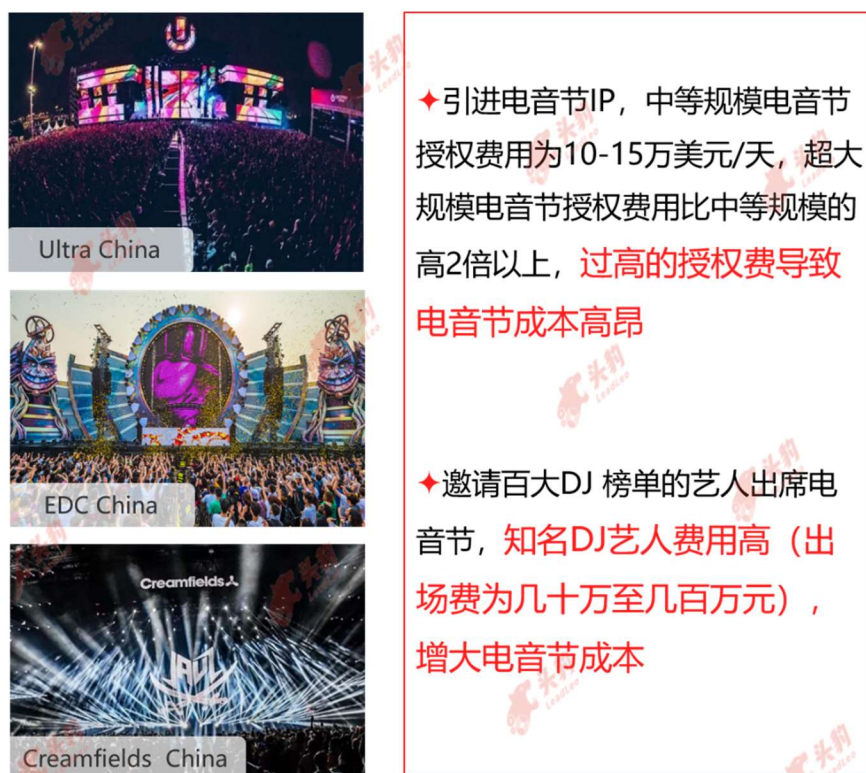 Ultra China
EDC China
Creamfields
Creamfields China
✦引进电音节IP，中等规模电音节
授权费用为10-15万美元/天，超大
规模电音节授权费用比中等规模的
高2倍以上，过高的授权费导致
电音节成本高昂
✦邀请百大DJ 榜单的艺人出席电
音节，知名DJ艺人费用高（出
场费为几十万至几百万元），
增大电音节成本
头豹
LeadLeo